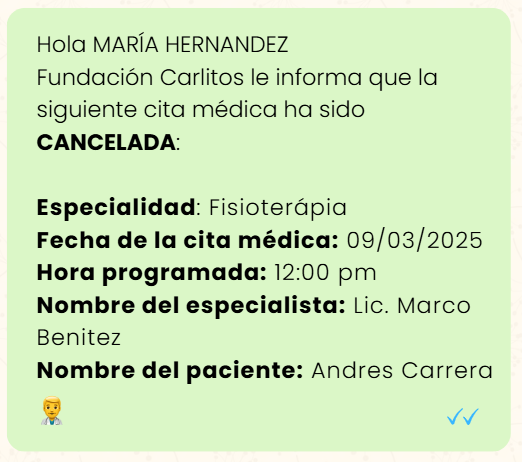 Hola MARÍA HERNANDEZ
Fundación Carlitos le informa que la
siguiente cita médica ha sido
CANCELADA:
Especialidad: Fisioterápia
Fecha de la cita médica: 09/03/2025
Hora programada: 12:00 pm
Nombre del especialista: Lic. Marco
Benitez
Nombre del paciente: Andres Carrera